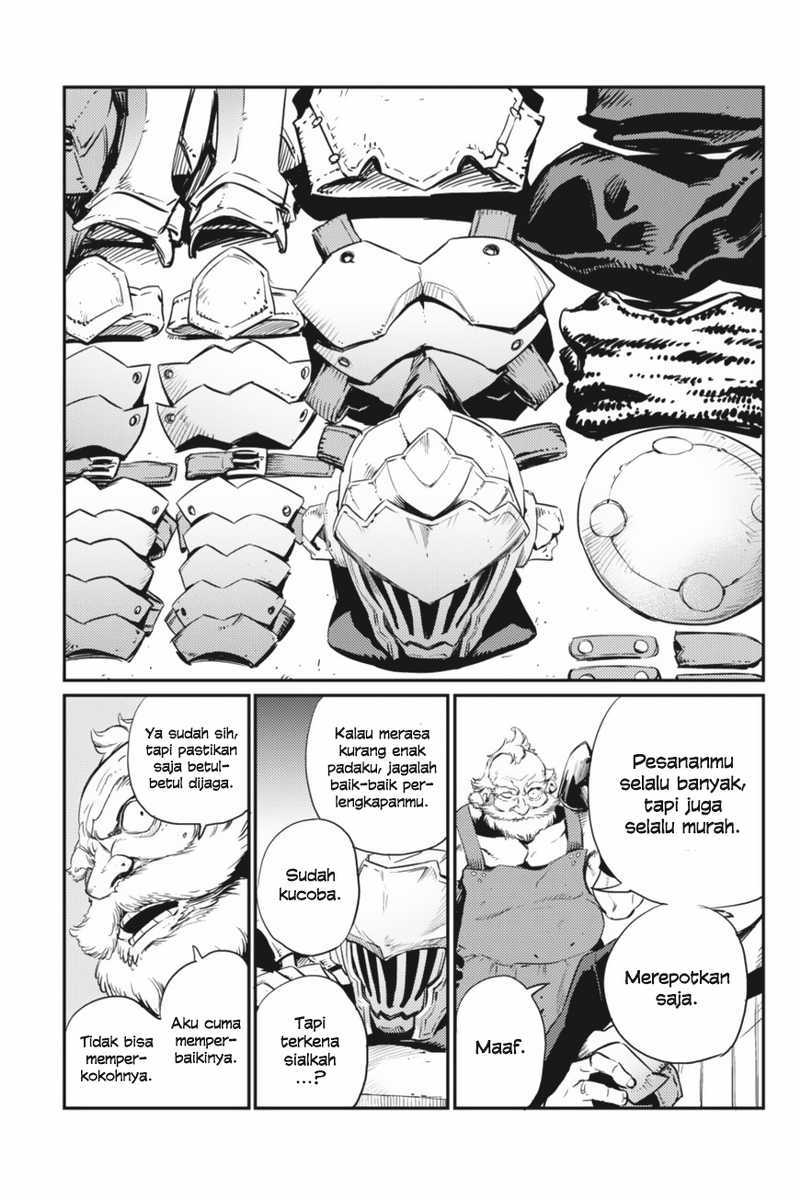 Pesananmu
selalu banyak,
tapi juga
selalu murah.
Merepotkan
saja.
Maaf.
Kalau merasa
kurang enak
padaku, jagalah
baik-baik per-
lengkapanmu.
Sudah
kucoba.
Tapi
terkena
sialkah
...?
Ya sudah sih,
tapi pastikan
saja betul-
betul dijaga.
Aku cuma
memper-
baikinya.
Tidak bisa
memper-
kokohnya.